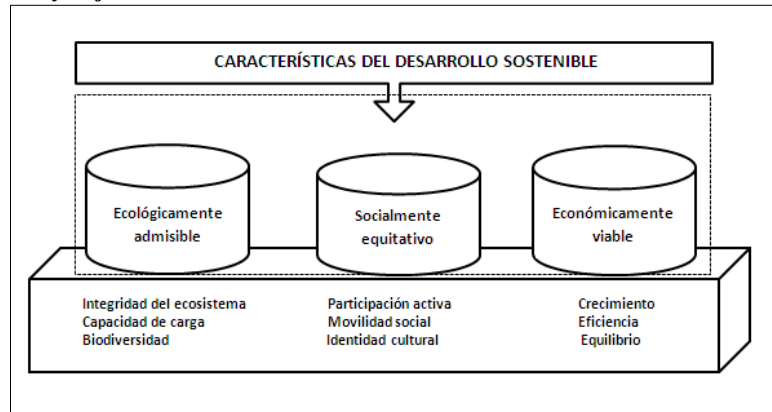 CARACTERÍSTICAS DEL DESARROLLO SOSTENIBLE
Ecológicamente
admisible
Socialmente
equitativo
Económicamente
viable
Integridad del ecosistema
Capacidad de carga
Biodiversidad
Participación activa
Movilidad social
Identidad cultural
Crecimiento
Eficiencia
Equilibrio